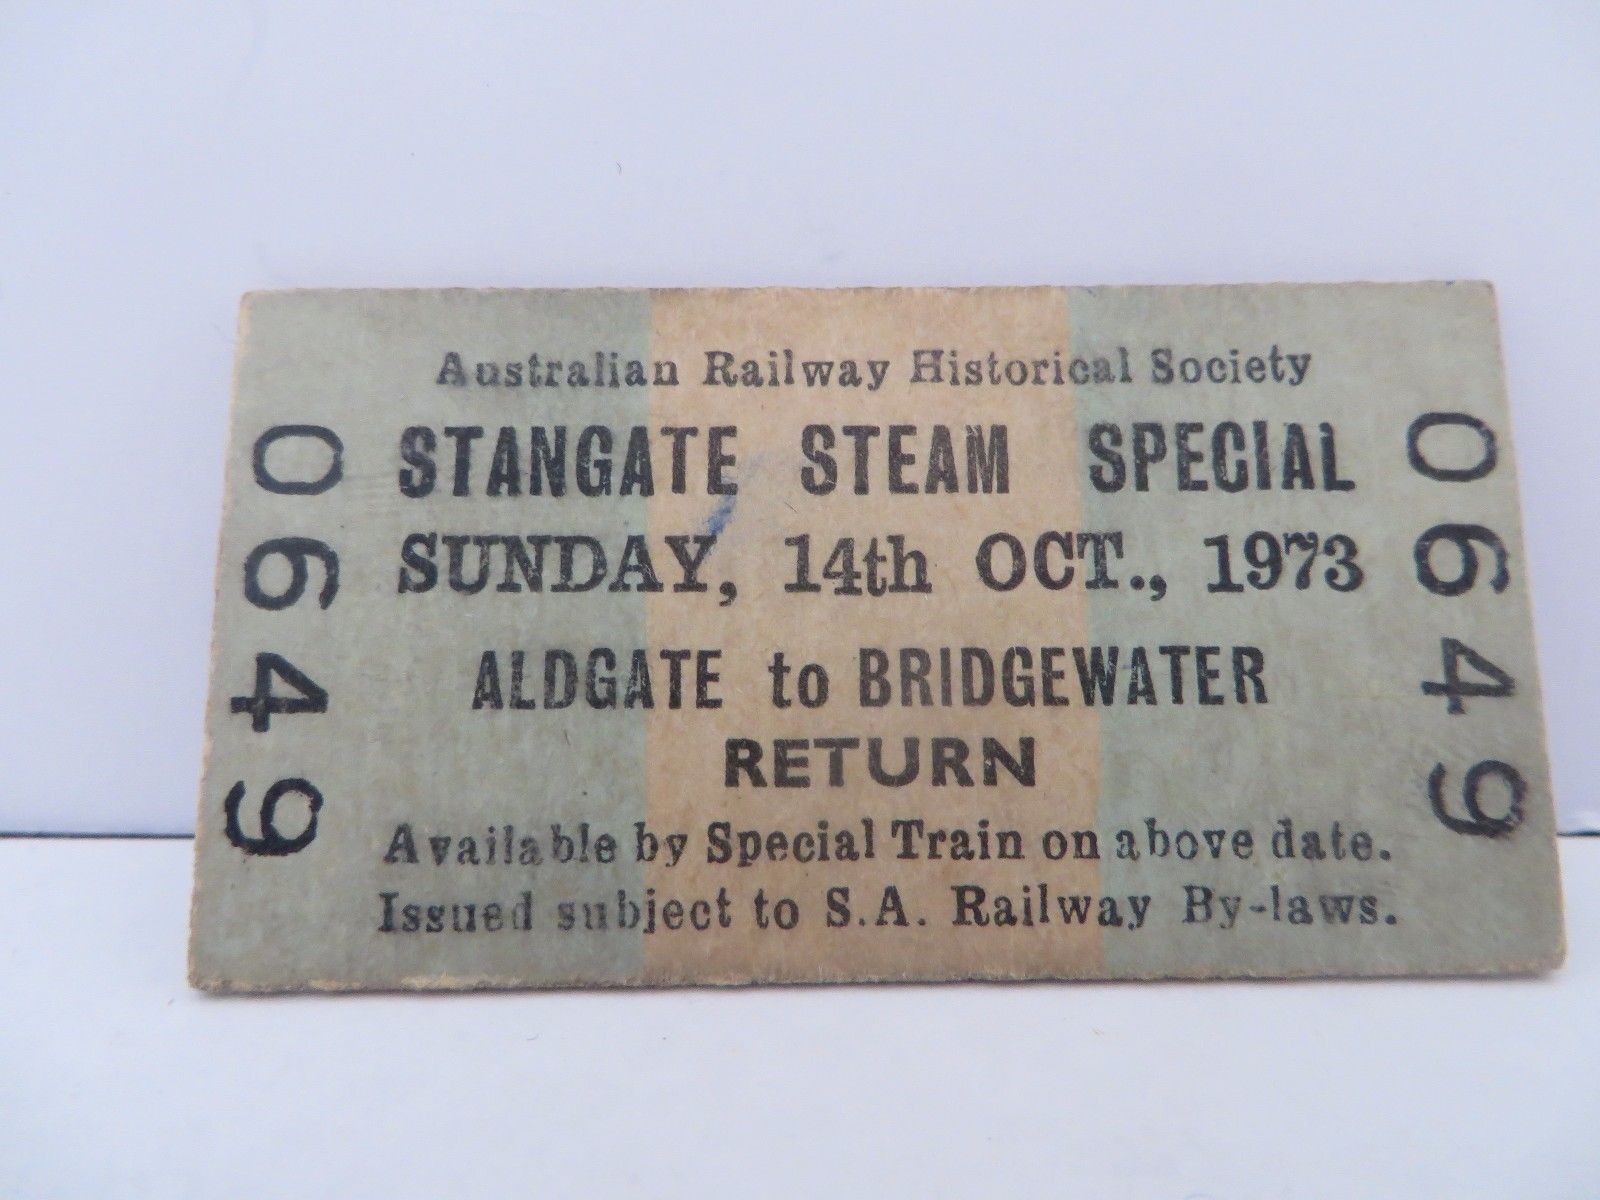 Australian Railway Historical Society
STANGATE STEAM SPECIAL
SUNDAY, 14th OCT., 1973
ALDGATE to BRIDGEWATER
RETURN
Available by Special Train on above date.
Issued subject to S.A. Railway By-laws.
0649
0649